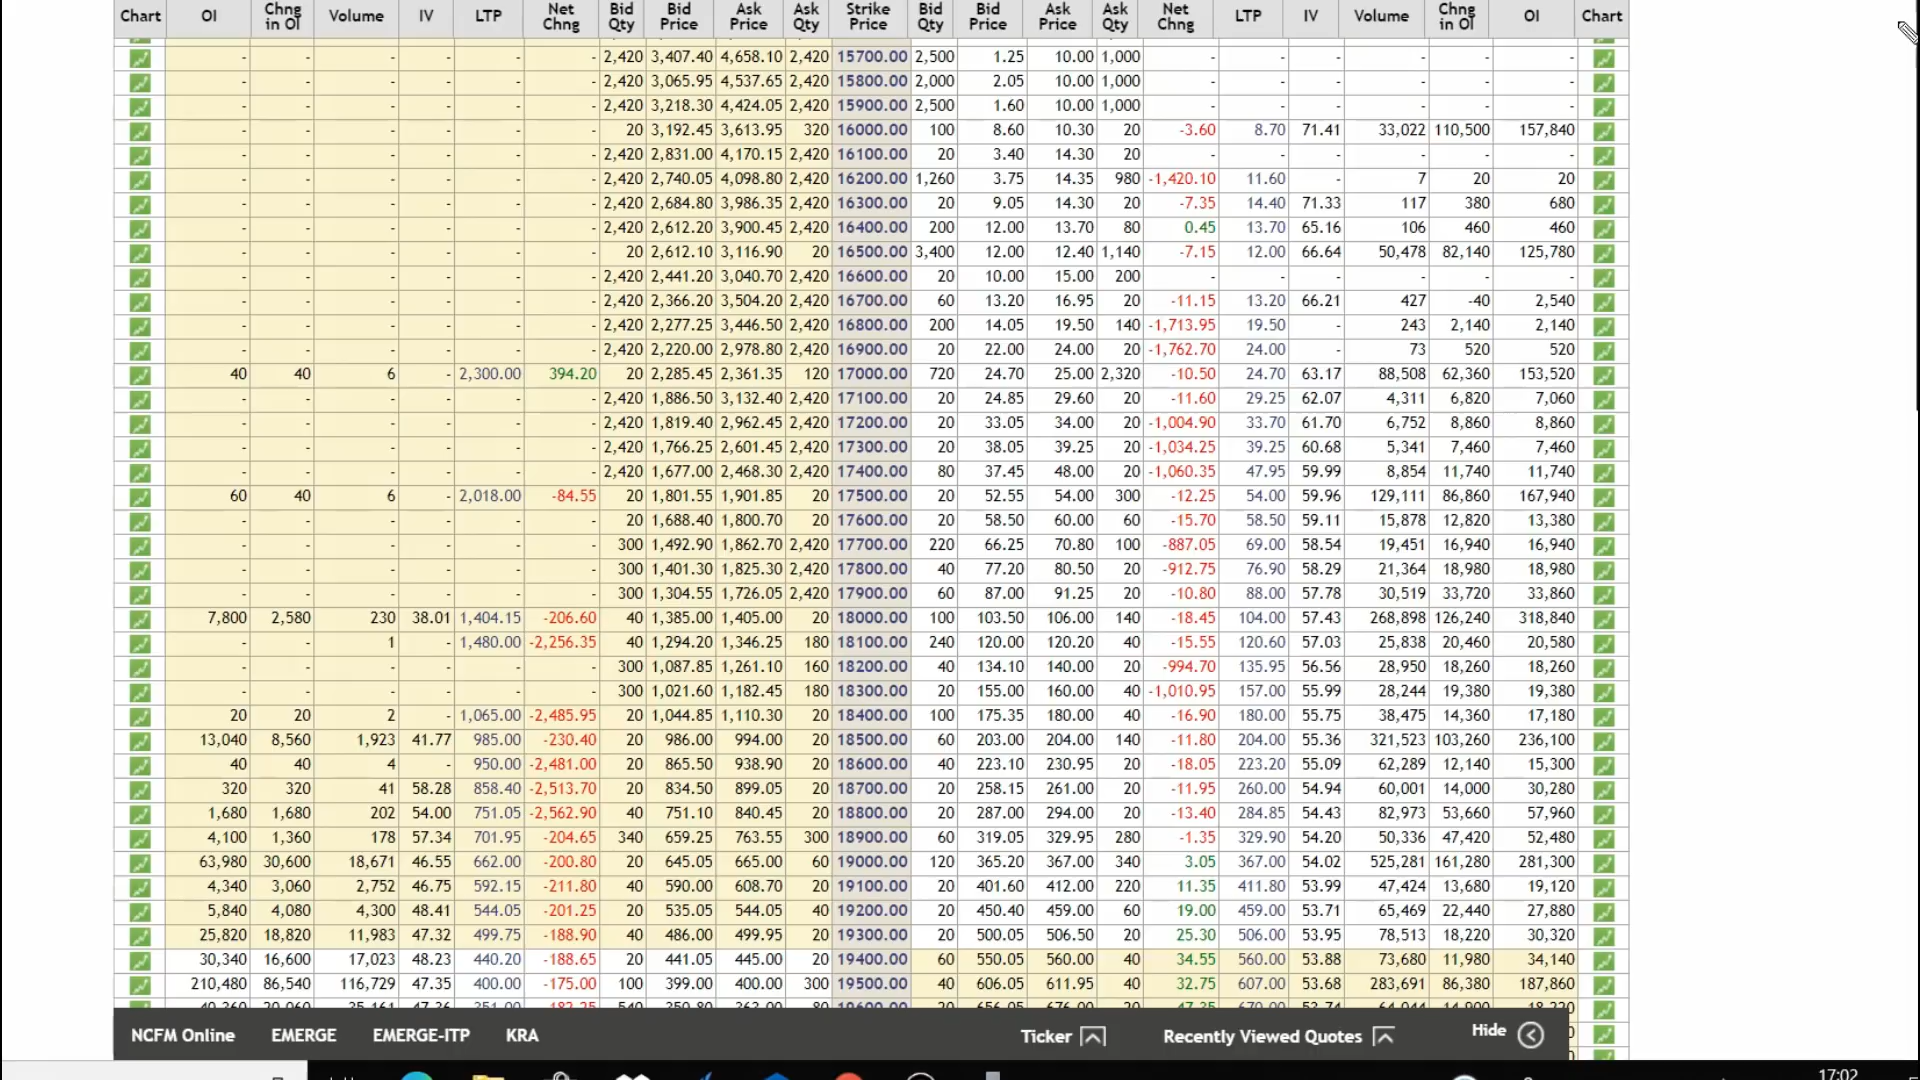 Chart OI Chng in OI Volume IV LTP Net Chng Bid Qty Bid Price Ask Price Ask Qty Strike Price Bid Qty Bid Price Ask Price Ask Qty Net Chng LTP IV Volume Chng in OI OI Chart
- - - - - - 2,420 3,407.40 4,658.10 2,420 15700.00 2,500 1.25 10.00 1,000 - - - - - -
- - - - - - 2,420 3,065.95 4,537.65 2,420 15800.00 2,000 2.05 10.00 1,000 - - - - - -
- - - - - - 2,420 3,218.30 4,424.05 2,420 15900.00 2,500 1.60 10.00 1,000 - - - - - -
- - - - - - 20 3,192.45 3,613.95 320 16000.00 100 8.60 10.30 20 -3.60 8.70 71.41 33,022 110,500 157,840
- - - - - - 2,420 2,831.00 4,170.15 2,420 16100.00 20 3.40 14.30 20 - - - - - -
- - - - - - 2,420 2,740.05 4,098.80 2,420 16200.00 1,260 3.75 14.35 980 -1,420.10 11.60 - 7 20 20
- - - - - - 2,420 2,684.80 3,986.35 2,420 16300.00 20 9.05 14.30 20 -7.35 14.40 71.33 117 380 680
- - - - - - 2,420 2,612.20 3,900.45 2,420 16400.00 200 12.00 13.70 80 0.45 13.70 65.16 106 460 460
- - - - - - 20 2,612.10 3,116.90 20 16500.00 3,400 12.00 12.40 1,140 -7.15 12.00 66.64 50,478 82,140 125,780
- - - - - - 2,420 2,441.20 3,040.70 2,420 16600.00 20 10.00 15.00 200 - - - - - -
- - - - - - 2,420 2,366.20 3,504.20 2,420 16700.00 60 13.20 16.95 20 -11.15 13.20 66.21 427 -40 2,540
- - - - - - 2,420 2,277.25 3,446.50 2,420 16800.00 200 14.05 19.50 140 -1,713.95 19.50 - 243 2,140 2,140
- - - - - - 2,420 2,220.00 2,978.80 2,420 16900.00 20 22.00 24.00 20 -1,762.70 24.00 - 73 520 520
40 40 6 - 2,300.00 394.20 20 2,285.45 2,361.35 120 17000.00 720 24.70 25.00 2,320 -10.50 24.70 63.17 88,508 62,360 153,520
- - - - - - 2,420 1,886.50 3,132.40 2,420 17100.00 20 24.85 29.60 20 -11.60 29.25 62.07 4,311 6,820 7,060
- - - - - - 2,420 1,819.40 2,962.45 2,420 17200.00 20 33.05 34.00 20 -1,004.90 33.70 61.70 6,752 8,860 8,860
- - - - - - 2,420 1,766.25 2,601.45 2,420 17300.00 20 38.05 39.25 20 -1,034.25 39.25 60.68 5,341 7,460 7,460
- - - - - - 2,420 1,677.00 2,468.30 2,420 17400.00 80 37.45 48.00 20 -1,060.35 47.95 59.99 8,854 11,740 11,740
60 40 6 - 2,018.00 -84.55 20 1,801.55 1,901.85 20 17500.00 20 52.55 54.00 300 -12.25 54.00 59.96 129,111 86,860 167,940
- - - - - - 20 1,688.40 1,800.70 20 17600.00 20 58.50 60.00 60 -15.70 58.50 59.11 15,878 12,820 13,380
- - - - - - 300 1,492.90 1,862.70 2,420 17700.00 220 66.25 70.80 100 -887.05 69.00 58.54 19,451 16,940 16,940
- - - - - - 300 1,401.30 1,825.30 2,420 17800.00 40 77.20 80.50 20 -912.75 76.90 58.29 21,364 18,980 18,980
- - - - - - 300 1,304.55 1,726.05 2,420 17900.00 60 87.00 91.25 20 -10.80 88.00 57.78 30,519 33,720 33,860
7,800 2,580 230 38.01 1,404.15 -206.60 40 1,385.00 1,405.00 20 18000.00 100 103.50 106.00 140 -18.45 104.00 57.43 268,898 126,240 318,840
- - 1 - 1,480.00 -2,256.35 40 1,294.20 1,346.25 180 18100.00 240 120.00 120.20 40 -15.55 120.60 57.03 25,838 20,460 20,580
- - - - - - 300 1,087.85 1,261.10 160 18200.00 40 134.10 140.00 20 -994.70 135.95 56.56 28,950 18,260 18,260
- - - - - - 300 1,021.60 1,182.45 180 18300.00 20 155.00 160.00 40 -1,010.95 157.00 55.99 28,244 19,380 19,380
20 20 2 - 1,065.00 -2,485.95 20 1,044.85 1,110.30 20 18400.00 100 175.35 180.00 40 -16.90 180.00 55.75 38,475 14,360 17,180
13,040 8,560 1,923 41.77 985.00 -230.40 20 986.00 994.00 20 18500.00 60 203.00 204.00 140 -11.80 204.00 55.36 321,523 103,260 236,100
40 40 4 - 950.00 -2,481.00 20 865.50 938.90 20 18600.00 40 223.10 230.95 20 -18.05 223.20 55.09 62,289 12,140 15,300
320 320 41 58.28 858.40 -2,513.70 20 834.50 899.05 20 18700.00 20 258.15 261.00 20 -11.95 260.00 54.94 60,001 14,000 30,280
1,680 1,680 202 54.00 751.05 -2,562.90 40 751.10 840.45 20 18800.00 20 287.00 294.00 20 -13.40 284.85 54.43 82,973 53,660 57,960
4,100 1,360 178 57.34 701.95 -204.65 340 659.25 763.55 300 18900.00 60 319.05 329.95 280 -1.35 329.90 54.20 50,336 47,420 52,480
63,980 30,600 18,671 46.55 662.00 -200.80 20 645.05 665.00 60 19000.00 120 365.20 367.00 340 3.05 367.00 54.02 525,281 161,280 281,300
4,340 3,060 2,752 46.75 592.15 -211.80 40 590.00 608.70 20 19100.00 20 401.60 412.00 220 11.35 411.80 53.99 47,424 13,680 19,120
5,840 4,080 4,300 48.41 544.05 -201.25 20 535.05 544.05 40 19200.00 20 450.40 459.00 60 19.00 459.00 53.71 65,469 22,440 27,880
25,820 18,820 11,983 47.32 499.75 -188.90 40 486.00 499.95 20 19300.00 20 500.05 506.50 20 25.30 506.00 53.95 78,513 18,220 30,320
30,340 16,600 17,023 48.23 440.20 -188.65 20 441.05 445.00 20 19400.00 60 550.05 560.00 40 34.55 560.00 53.88 73,680 11,980 34,140
210,480 86,540 116,729 47.35 400.00 -175.00 100 399.00 400.00 300 19500.00 40 606.05 611.95 40 32.75 607.00 53.68 283,691 86,380 187,860
NCFM Online EMERGE EMERGE-ITP KRA Ticker Recently Viewed Quotes Hide
17:02